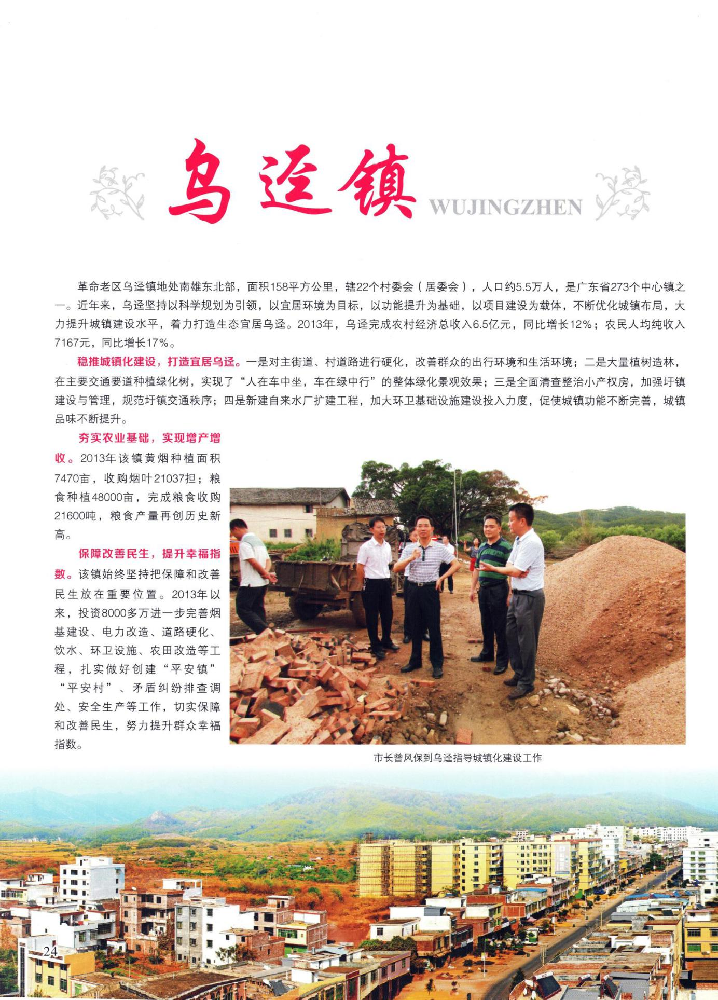 乌迳镇 WUJINGZHEN
革命老区乌迳镇地处南雄东北部，面积158平方公里，辖22个村委会（居委会），人口约5.5万人，是广东省273个中心镇之
一。近年来，乌迳坚持以科学规划为引领，以宜居环境为目标，以功能提升为基础，以项目建设为载体，不断优化城镇布局，大
力提升城镇建设水平，着力打造生态宜居乌迳。2013年，乌迳完成农村经济总收入6.5亿元，同比增长12%；农民人均纯收入
7167元，同比增长17%。
稳推城镇化建设，打造宜居乌迳。一是对主街道、村道路进行硬化，改善群众的出行环境和生活环境；二是大量植树造林，
在主要交通要道种植绿化树，实现了“人在车中坐，车在绿中行”的整体绿化景观效果；三是全面清查整治小产权房，加强圩镇
建设与管理，规范圩镇交通秩序；四是新建自来水厂扩建工程，加大环卫基础设施建设投入力度，促使城镇功能不断完善，城镇
品味不断提升。
夯实农业基础，实现增产增
收。2013年该镇黄烟种植面积
7470亩，收购烟叶21037担；粮
食种植48000亩，完成粮食收购
21600吨，粮食产量再创历史新
高。
保障改善民生，提升幸福指
数。该镇始终坚持把保障和改善
民生放在重要位置。2013年以
来，投资8000多万进一步完善烟
基建设、电力改造、道路硬化、
饮水、环卫设施、农田改造等工
程，扎实做好创建“平安镇”
“平安村”、矛盾纠纷排查调
处、安全生产等工作，切实保障
和改善民生，努力提升群众幸福
指数。
市长曾风保到乌迳指导城镇化建设工作
24